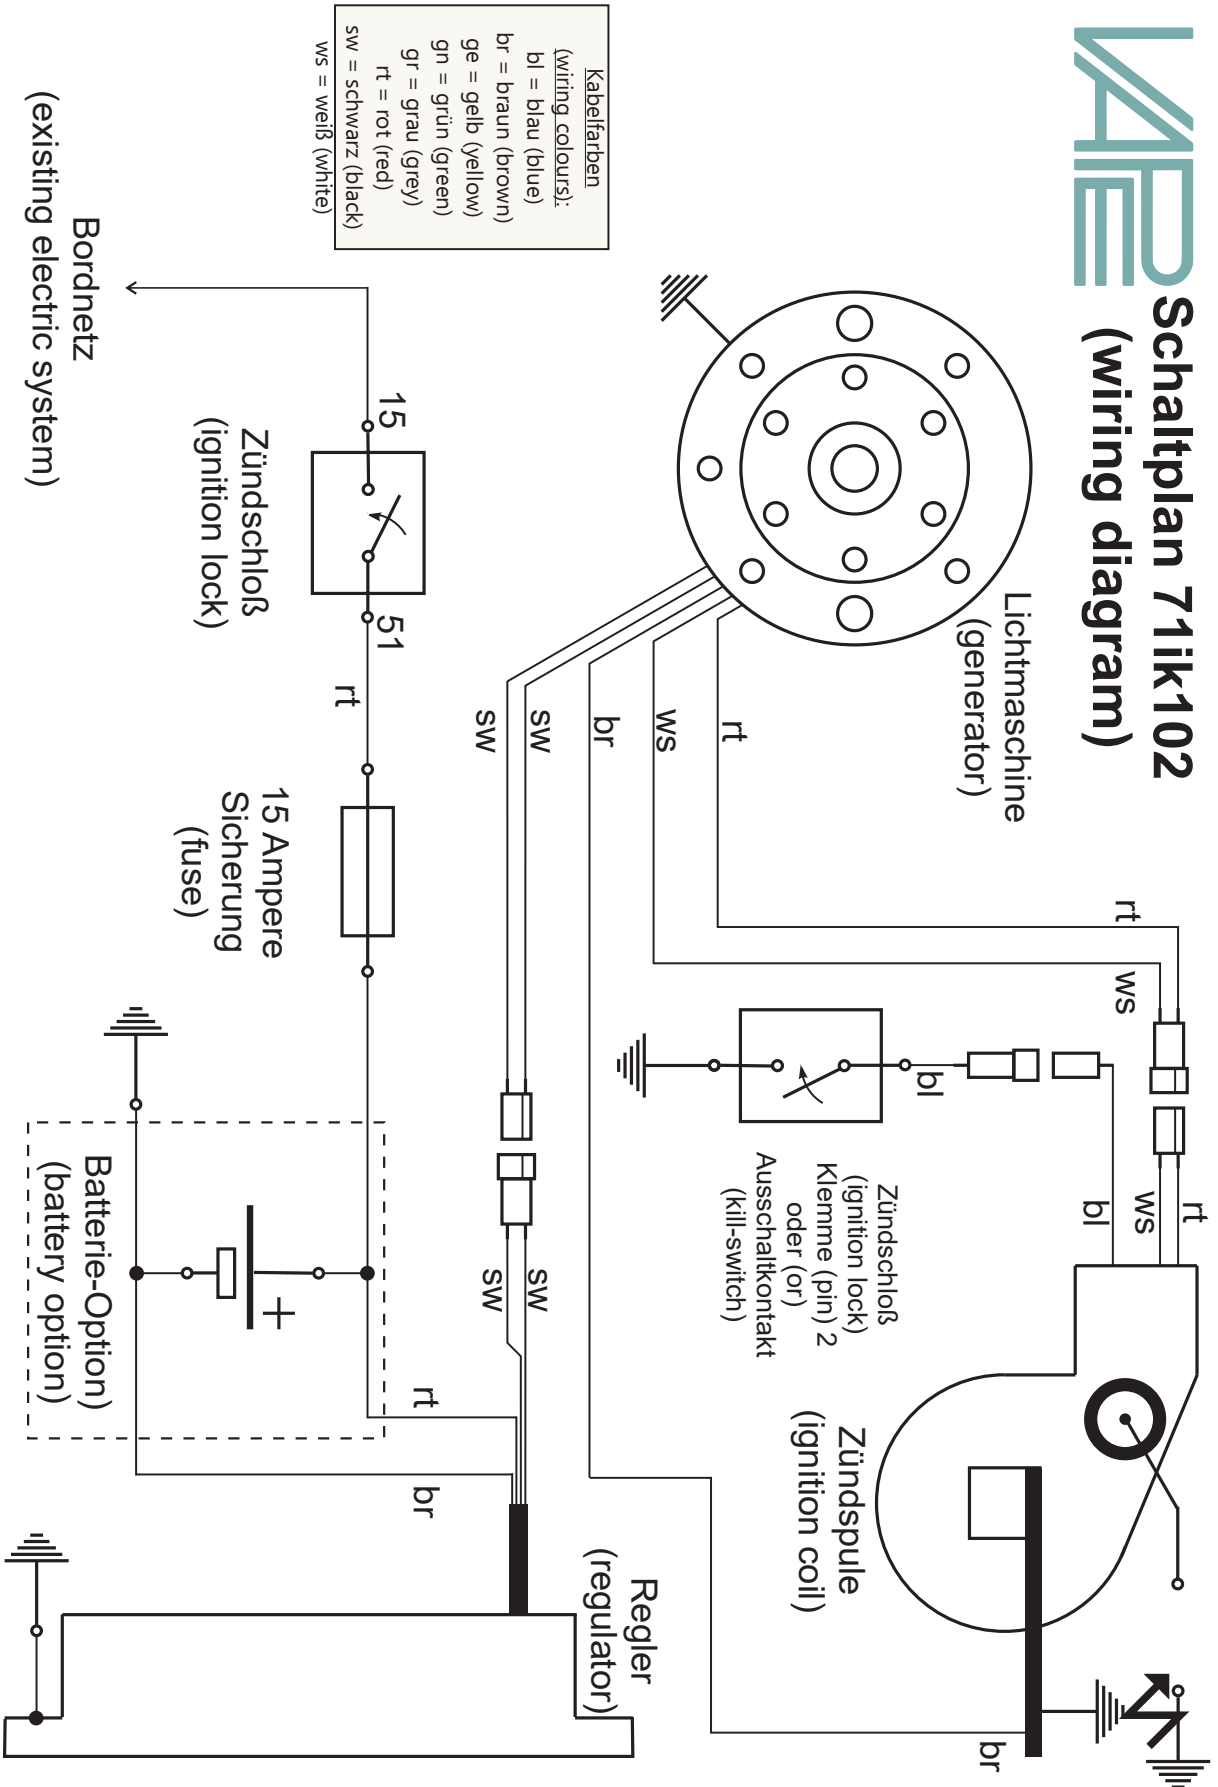 VAPE
Schaltplan 71ik102
(wiring diagram)
Kabelfarben
(wiring colours):
bl = blau (blue)
br = braun (brown)
ge = gelb (yellow)
gn = grün (green)
gr = grau (grey)
rt = rot (red)
sw = schwarz (black)
ws = weiß (white)
Lichtmaschine
(generator)
rt
ws
br
sw
sw
rt
ws
rt
ws
bl
bl
Zündschloß
(ignition lock)
Klemme (pin) 2
oder (or)
Ausschaltkontakt
(kill-switch)
Zündspule
(ignition coil)
br
sw
sw
Regler
(regulator)
rt
br
15
51
Zündschloß
(ignition lock)
rt
15 Ampere
Sicherung
(fuse)
+
Batterie-Option)
(battery option)
Bordnetz
(existing electric system)